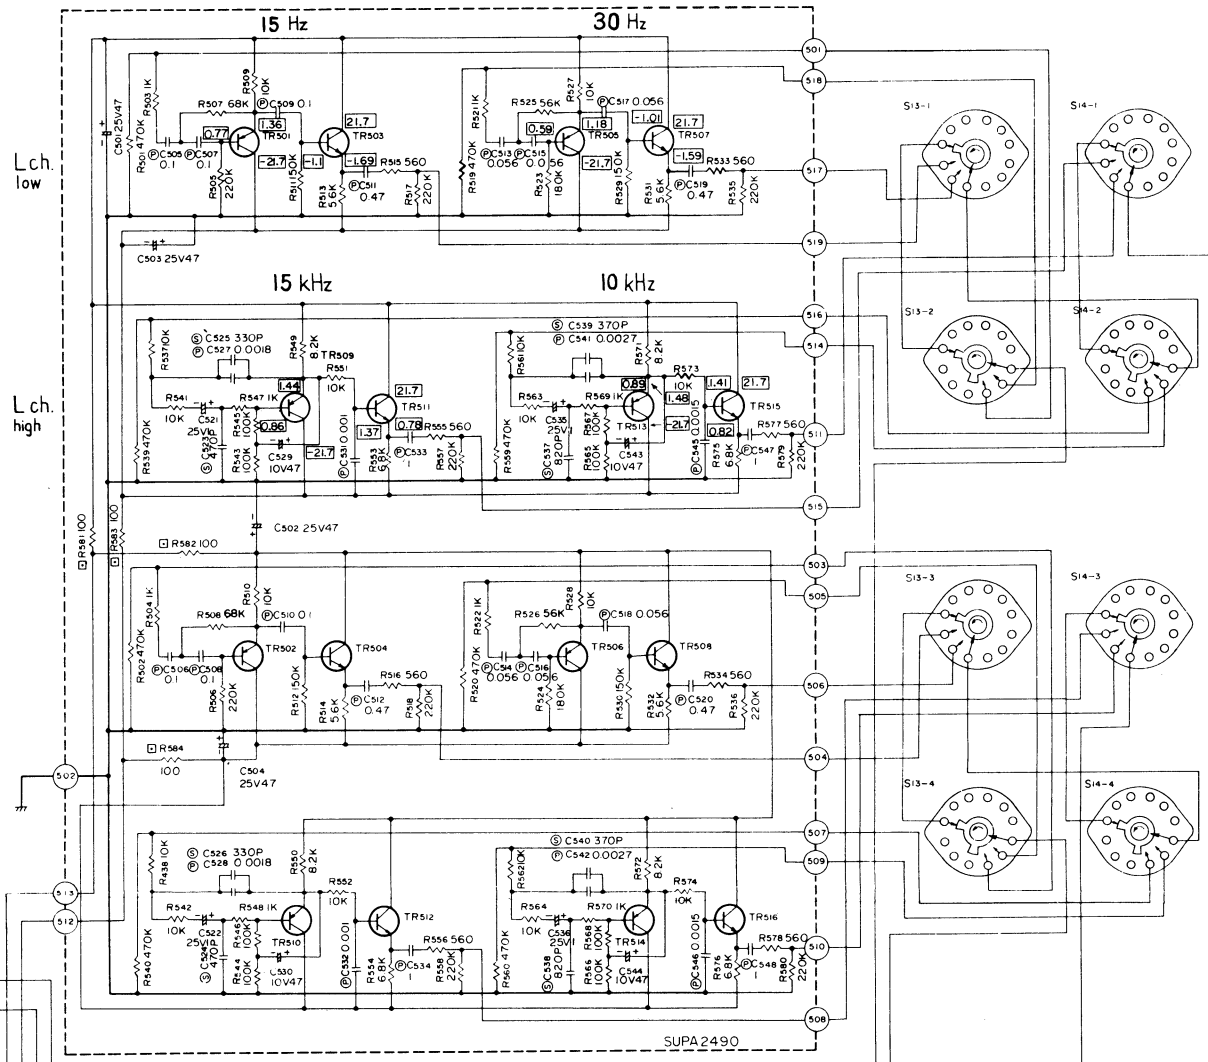 15 Hz
30 Hz
L ch.
low
C501 25V47
R501 470K
R503 1K
R507 68K
R509
10K
P C509 0.1
0.77
1.36
TR501
P C505
0.1
P C507
0.1
R505
220K
-21.7
R511 150K
-1.1
21.7
TR503
-1.69
R515 560
R513
5.6K
P C511
0.47
R517
220K
C503 25V47
R521 1K
R519 470K
R525 56K
R527
10K
P C517 0.056
0.59
1.18
TR505
P C513
0.056
P C515
0.056
R523
180K
-21.7
R529 150K
-1.01
21.7
TR507
-1.59
R533 560
R531
5.6K
P C519
0.47
R535
220K
501
518
517
519
S13-1
S14-1
15 kHz
10 kHz
L ch.
high
R537 10K
S C525 330P
P C527 0.0018
R549
8.2K
TR509
R551
10K
1.44
R541
10K
C521
25V1
R547 1K
R545
100K
0.86
R539 470K
S C523
470P
R543
100K
C529
10V47
-21.7
P C531 0.001
21.7
TR511
1.37
0.78
R555 560
R553
6.8K
P C533
1
R557
220K
R561 10K
S C539 370P
P C541 0.0027
R571
8.2K
R573
10K
0.89
1.48
R563
10K
C535
25V1
R569 1K
R567
100K
TR513
-21.7
R559 470K
S C537
820P
R565
100K
C543
10V47
1.41
21.7
TR515
P C545 0.0015
0.82
R577 560
R575
6.8K
P C547
1
R579
220K
516
514
511
515
S13-2
S14-2
R581 100
R583 100
R582 100
C502 25V47
R502 470K
R504 1K
R508 68K
R510
10K
P C510 0.1
TR502
P C506
0.1
P C508
0.1
R506
220K
R512 150K
TR504
R516 560
R514
5.6K
P C512
0.47
R518
220K
R522 1K
R520 470K
R526 56K
R528
10K
P C518 0.056
TR506
P C514
0.056
P C516
0.056
R524
180K
R530 150K
TR508
R534 560
R532
5.6K
P C520
0.47
R536
220K
503
505
506
504
S13-3
S14-3
R584
100
C504
25V47
502
R438 10K
S C526 330P
P C528 0.0018
R550
8.2K
R552
10K
R542
10K
C522
25V1
R548 1K
R546
100K
TR510
R540 470K
S C524
470P
R544
100K
C530
10V47
P C532 0.001
TR512
R556 560
R554
6.8K
P C534
1
R558
220K
R562 10K
S C540 370P
P C542 0.0027
R572
8.2K
R574
10K
R564
10K
C536
25V1
R570 1K
R568
100K
TR514
R560 470K
S C538
820P
R566
100K
C544
10V47
P C546 0.0015
TR516
R578 560
R576
6.8K
P C548
1
R580
220K
507
509
510
508
513
512
S13-4
S14-4
SUPA2490